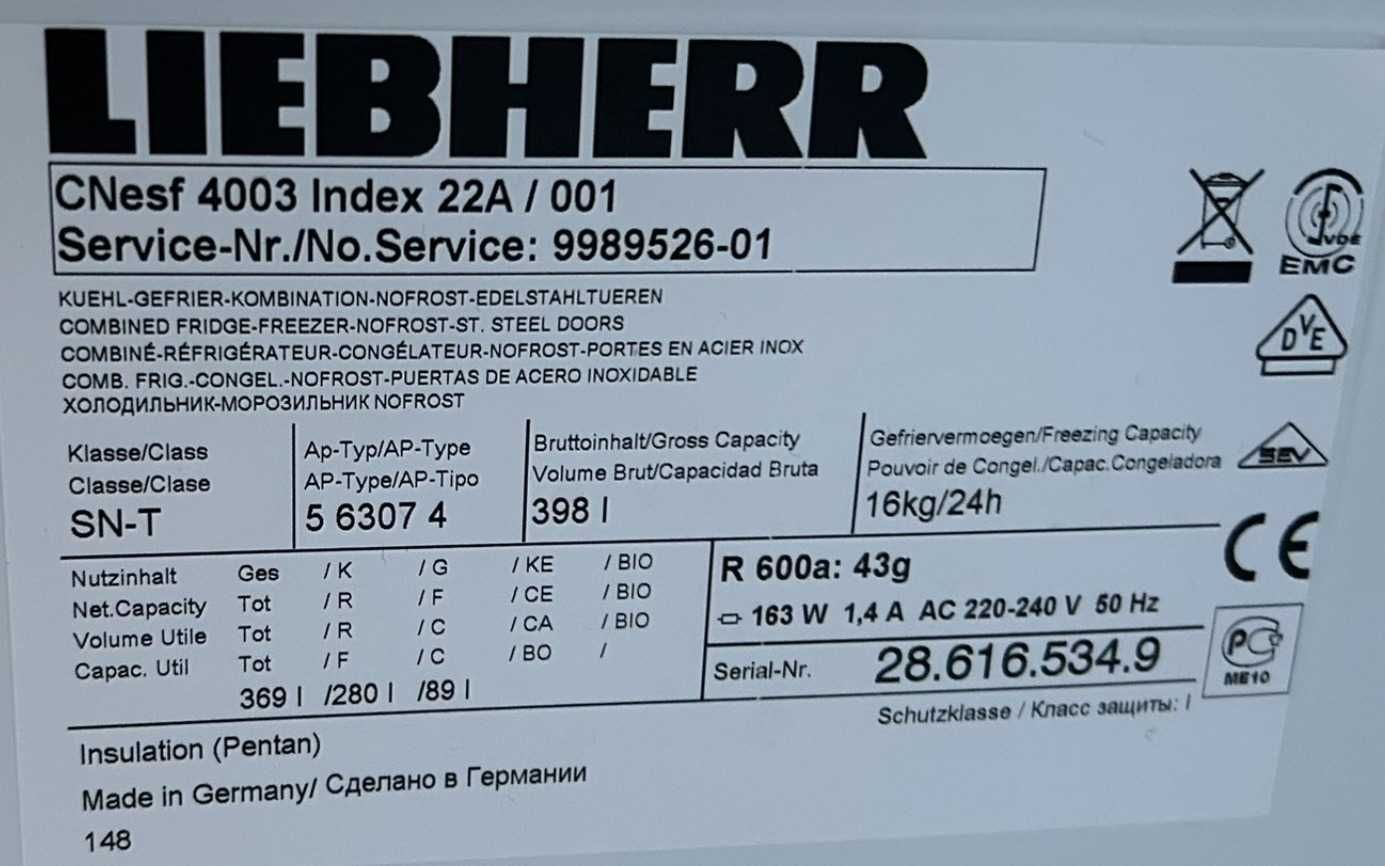 LIEBHERR
CNesf 4003 Index 22A / 001
Service-Nr./No.Service: 9989526-01
VDE
EMC
KUEHL-GEFRIER-KOMBINATION-NOFROST-EDELSTAHLTUEREN
COMBINED FRIDGE-FREEZER-NOFROST-ST. STEEL DOORS
COMBINÉ-RÉFRIGÉRATEUR-CONGÉLATEUR-NOFROST-PORTES EN ACIER INOX
COMB. FRIG.-CONGEL.-NOFROST-PUERTAS DE ACERO INOXIDABLE
ХОЛОДИЛЬНИК-МОРОЗИЛЬНИК NOFROST
DVE
Klasse/Class
Classe/Clase
SN-T
Ap-Typ/AP-Type
AP-Type/AP-Tipo
5 6307 4
Bruttoinhalt/Gross Capacity
Volume Brut/Capacidad Bruta
398 l
Gefriervermoegen/Freezing Capacity
Pouvoir de Congel./Capac.Congeladora
16kg/24h
SEV
CE
Nutzinhalt Ges / K / G / KE / BIO
Net.Capacity Tot / R / F / CE / BIO
Volume Utile Tot / R / C / CA / BIO
Capac. Util Tot / F / C / BO /
369 l /280 l /89 l
R 600a: 43g
163 W 1,4 A AC 220-240 V 50 Hz
Serial-Nr. 28.616.534.9
Schutzklasse / Класс защиты: I
РС
ME10
Insulation (Pentan)
Made in Germany/ Сделано в Германии
148